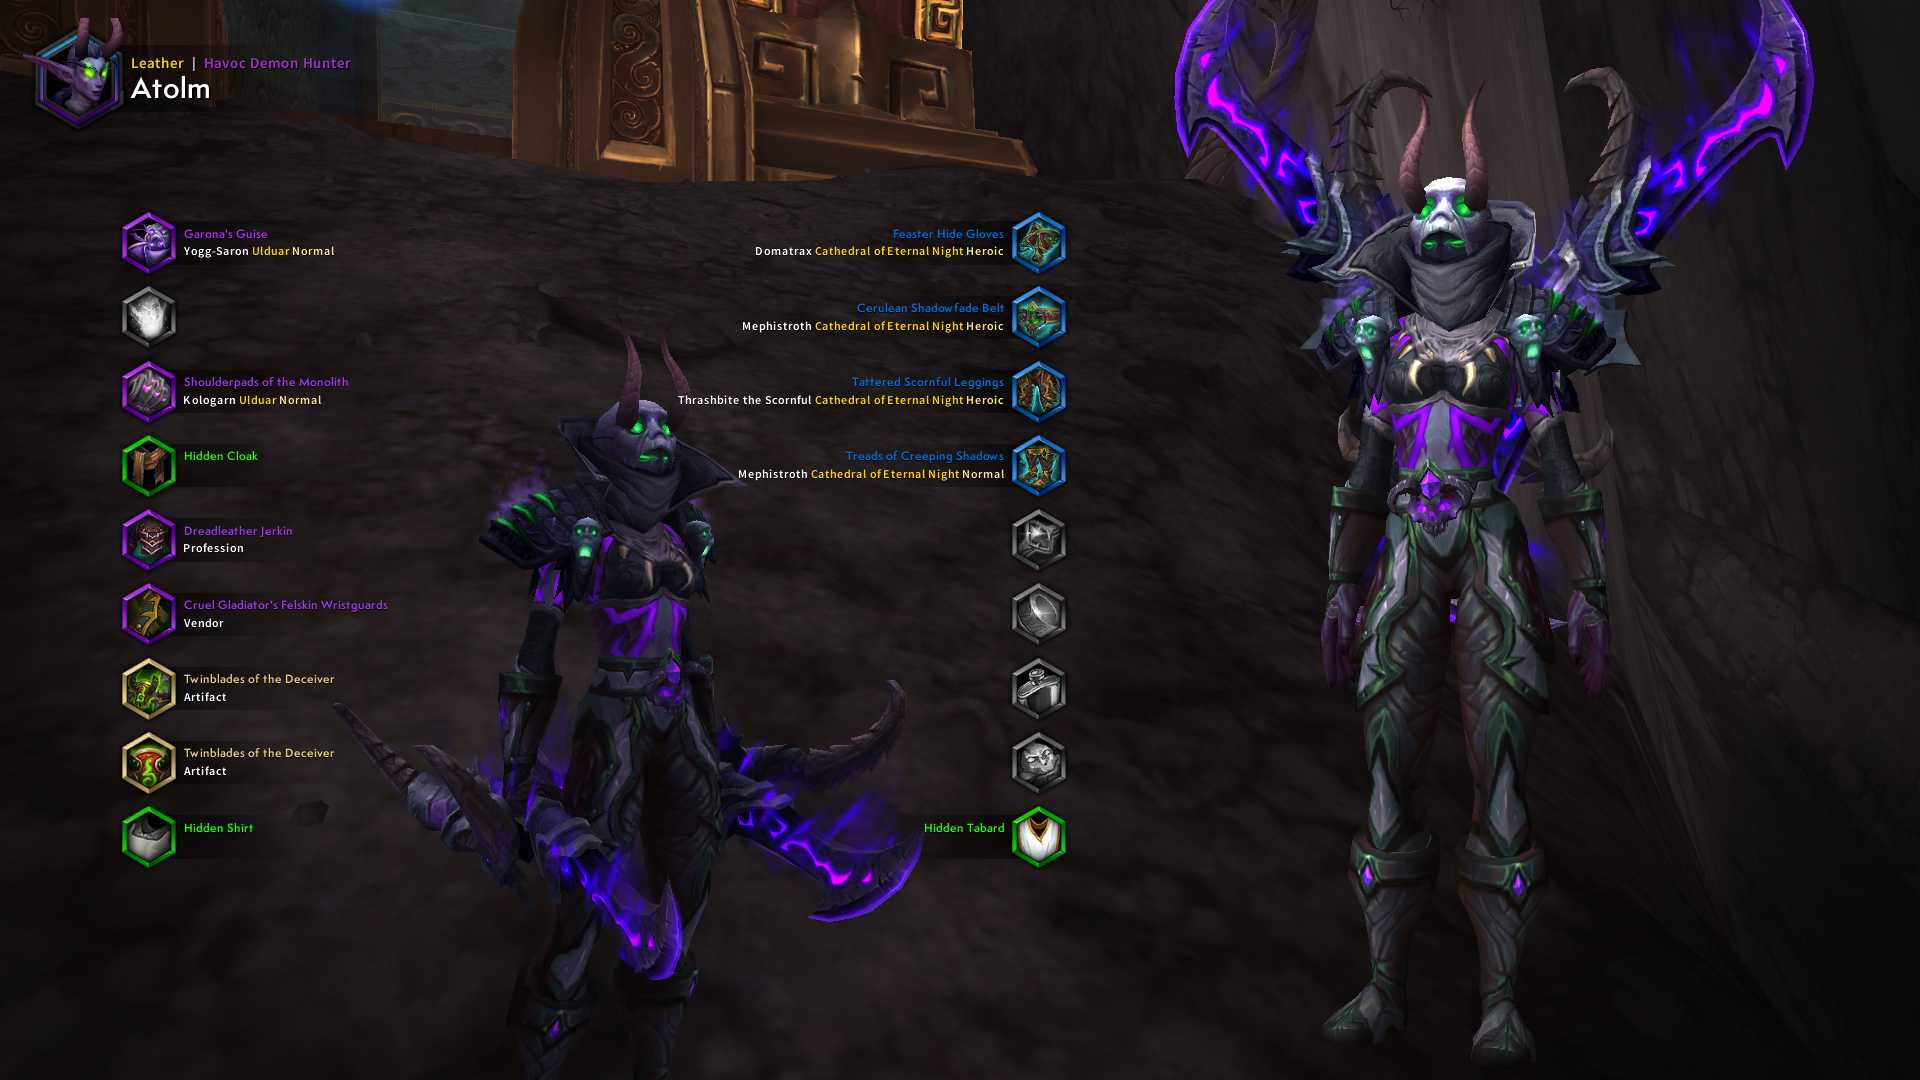 Leather | Havoc Demon Hunter
Atolm
Garona's Guise
Yogg-Saron Ulduar Normal
Shoulderpads of the Monolith
Kologarn Ulduar Normal
Hidden Cloak
Dreadleather Jerkin
Profession
Cruel Gladiator's Felskin Wristguards
Vendor
Twinblades of the Deceiver
Artifact
Twinblades of the Deceiver
Artifact
Hidden Shirt
Feaster Hide Gloves
Domatrax Cathedral of Eternal Night Heroic
Cerulean Shadowfade Belt
Mephistroth Cathedral of Eternal Night Heroic
Tattered Scornful Leggings
Thrashbite the Scornful Cathedral of Eternal Night Heroic
Treads of Creeping Shadows
Mephistroth Cathedral of Eternal Night Normal
Hidden Tabard